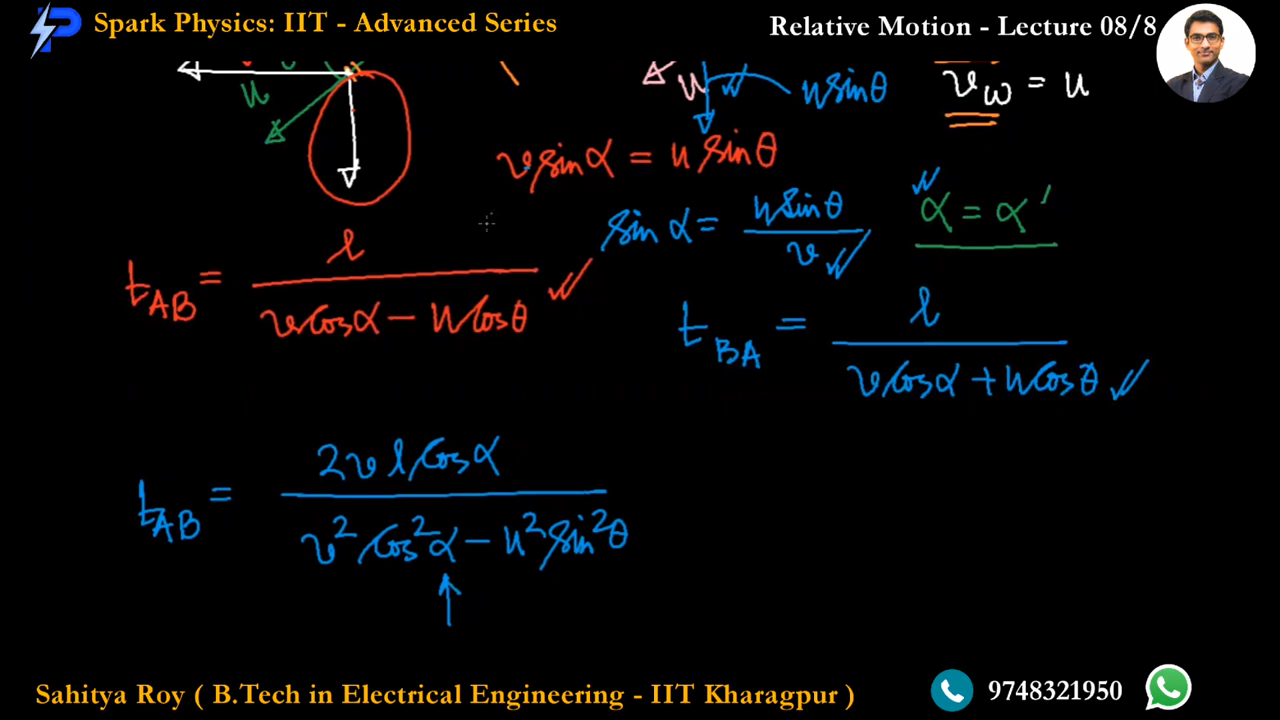 Spark Physics: IIT - Advanced Series
Relative Motion - Lecture 08/8
u
u
u sinθ
v_w = u
v sinα = u sinθ
sin α = u sinθ / v
α = α'
t_AB = l / (v cosα - u cosθ)
t_BA = l / (v cosα + u cosθ)
t_AB = 2v l cosα / (v² cos²α - u² sin²θ)
Sahitya Roy ( B.Tech in Electrical Engineering - IIT Kharagpur )
9748321950